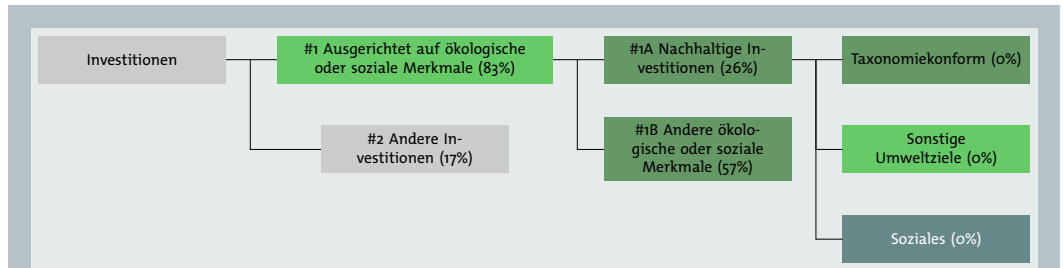 Investitionen
#1 Ausgerichtet auf ökologische
oder soziale Merkmale (83%)
#2 Andere In-
vestitionen (17%)
#1A Nachhaltige In-
vestitionen (26%)
#1B Andere ökolo-
gische oder soziale
Merkmale (57%)
Taxonomiekonform (0%)
Sonstige
Umweltziele (0%)
Soziales (0%)